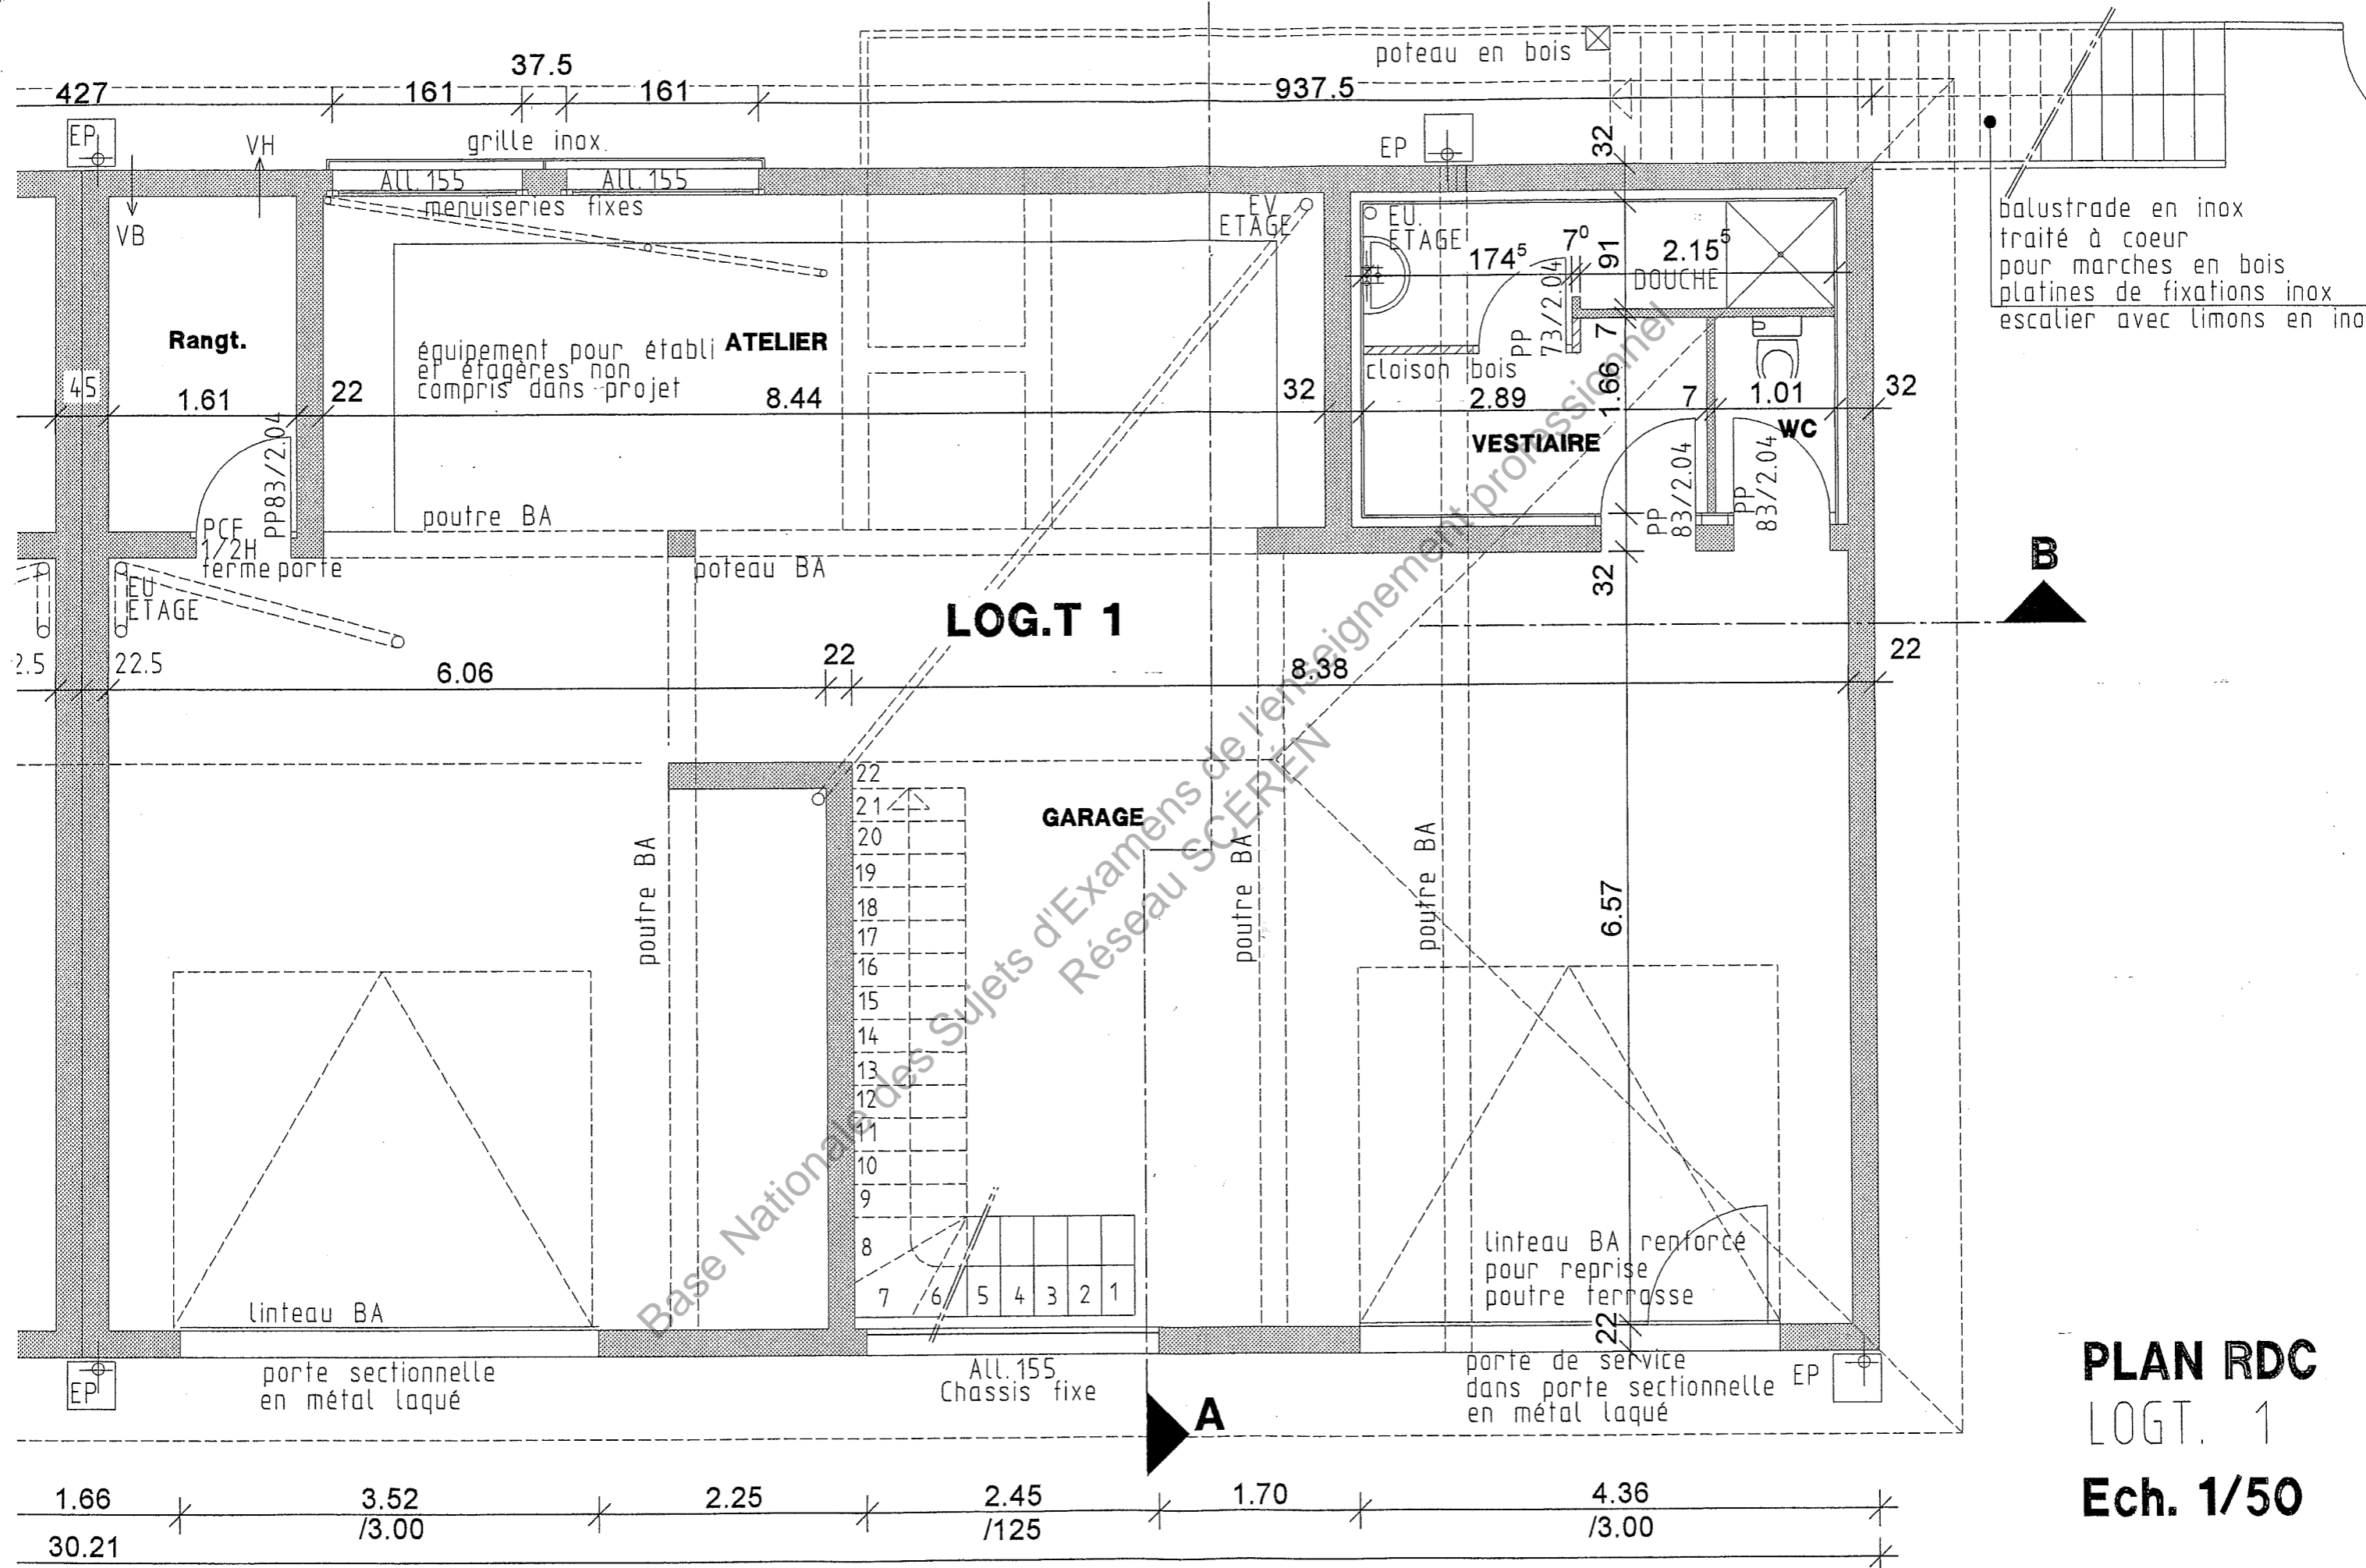 poteau en bois
37.5
427
161
161
937.5
EP
VH
grille inox.
EP
32
All. 155
All. 155
menuiseries fixes
VB
EV
ETAGE
EU.
ETAGE
174⁵
7⁰
91
2.15⁵
DOUCHE
balustrade en inox
traité à coeur
pour marches en bois
platines de fixations inox
escalier avec limons en ino
Rangt.
équipement pour établi
et étagères non
compris dans projet
ATELIER
PP
73/2.04
7
cloison bois
45
1.61
22
8.44
32
2.89
1.66
7
1.01
32
VESTIAIRE
WC
PP83/2.04
PP
83/2.04
PP
83/2.04
PCF
1/2H
ferme porte
poutre BA
poteau BA
EU
ETAGE
32
B
LOG.T 1
2.5
22.5
6.06
22
8.38
22
22
21
20
19
18
17
16
15
14
13
12
11
10
9
8
7
6
5
4
3
2
1
GARAGE
poutre BA
poutre BA
poutre BA
6.57
Base Nationale des Sujets d'Examens de l'enseignement professionnel
Réseau SCÉRÉN
linteau BA renforcé
pour reprise
poutre terrasse
linteau BA
22
EP
porte sectionnelle
en métal laqué
All. 155
Chassis fixe
A
porte de service
dans porte sectionnelle
en métal laqué
EP
PLAN RDC
LOGT. 1
Ech. 1/50
1.66
3.52
/3.00
2.25
2.45
/125
1.70
4.36
/3.00
30.21